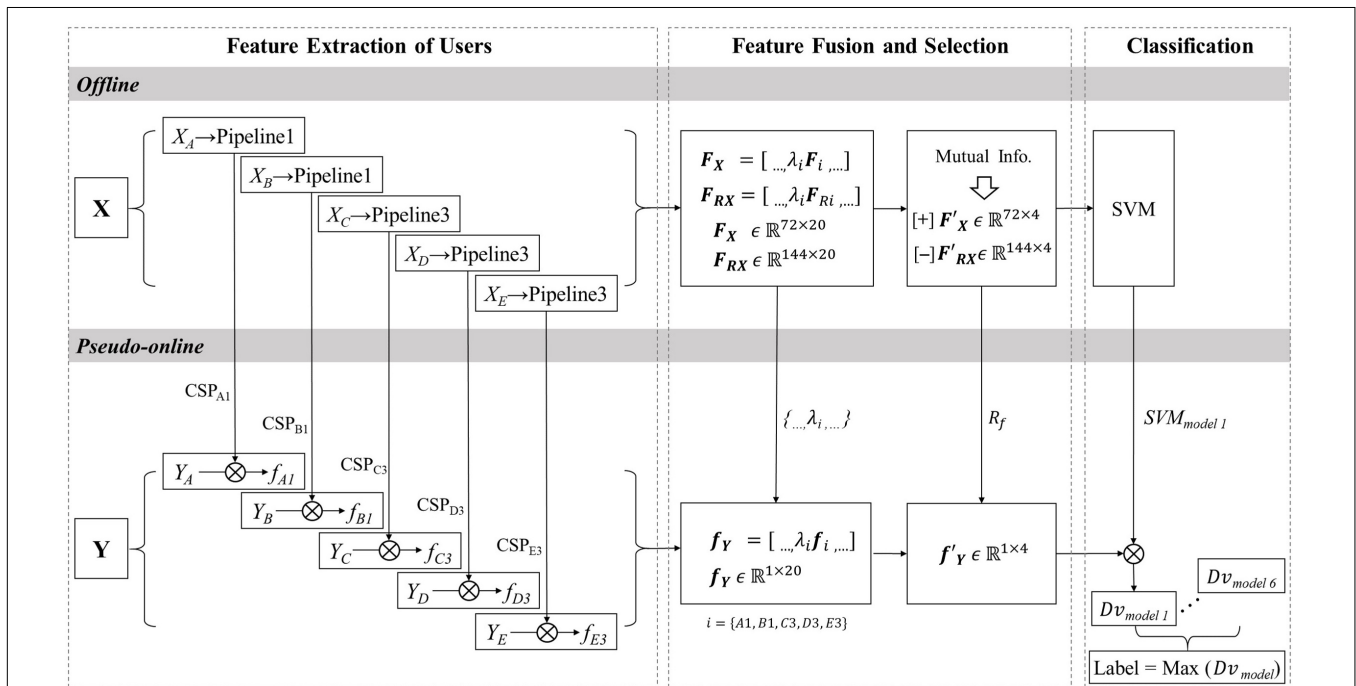 Feature Extraction of Users
Feature Fusion and Selection
Classification
Offline
X
X_A→Pipeline1
X_B→Pipeline1
X_C→Pipeline3
X_D→Pipeline3
X_E→Pipeline3
F_X = [ ...,λ_i F_i ,...]
F_RX = [ ...,λ_i F_Ri ,...]
F_X ϵ ℝ^72×20
F_RX ϵ ℝ^144×20
Mutual Info.
[+] F'_X ϵ ℝ^72×4
[−] F'_RX ϵ ℝ^144×4
SVM
Pseudo-online
CSP_A1
CSP_B1
CSP_C3
CSP_D3
CSP_E3
{...,λ_i ,...}
R_f
SVM_model 1
Y
Y_A ⊗ f_A1
Y_B ⊗ f_B1
Y_C ⊗ f_C3
Y_D ⊗ f_D3
Y_E ⊗ f_E3
f_Y = [ ...,λ_i f_i ,...]
f_Y ϵ ℝ^1×20
i = {A1, B1, C3, D3, E3}
f'_Y ϵ ℝ^1×4
Dv_model 6
Dv_model 1
Label = Max (Dv_model)